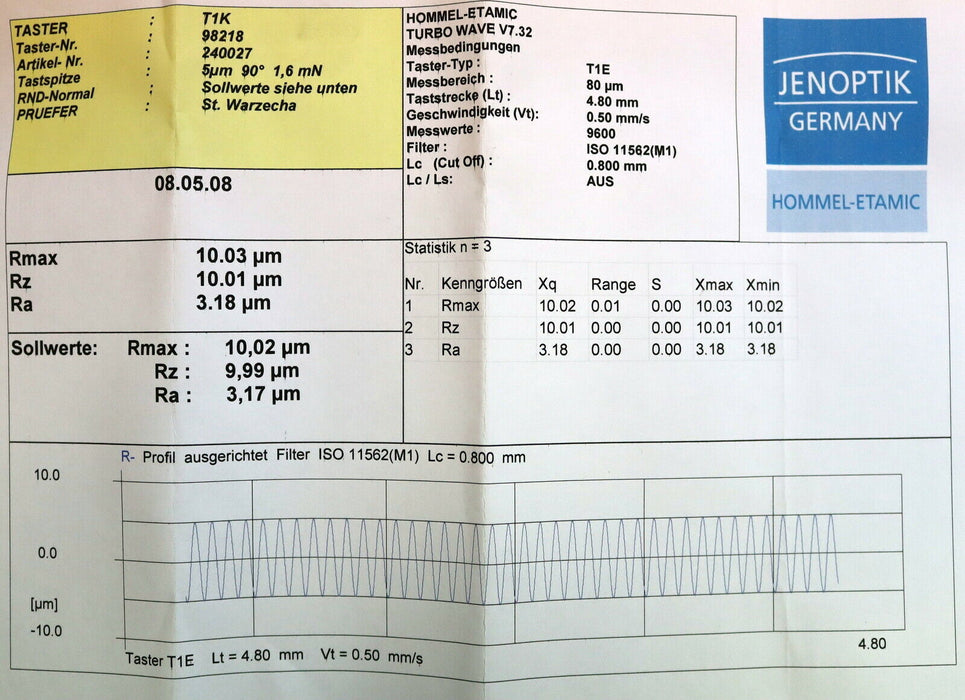 TASTER : T1K
Taster-Nr. : 98218
Artikel- Nr. : 240027
Tastspitze : 5µm 90° 1,6 mN
RND-Normal : Sollwerte siehe unten
PRUEFER : St. Warzecha
08.05.08
HOMMEL-ETAMIC
TURBO WAVE V7.32
Messbedingungen
Taster-Typ : T1E
Messbereich : 80 µm
Taststrecke (Lt) : 4.80 mm
Geschwindigkeit (Vt): 0.50 mm/s
Messwerte : 9600
Filter : ISO 11562(M1)
Lc (Cut Off) : 0.800 mm
Lc / Ls: AUS
JENOPTIK
GERMANY
HOMMEL-ETAMIC
Rmax 10.03 µm
Rz 10.01 µm
Ra 3.18 µm
Sollwerte: Rmax : 10,02 µm
Rz : 9,99 µm
Ra : 3,17 µm
Statistik n = 3
Nr. Kenngrößen Xq Range S Xmax Xmin
1 Rmax 10.02 0.01 0.00 10.03 10.02
2 Rz 10.01 0.00 0.00 10.01 10.01
3 Ra 3.18 0.00 0.00 3.18 3.18
R- Profil ausgerichtet Filter ISO 11562(M1) Lc = 0.800 mm
10.0
0.0
[µm]
-10.0
4.80
Taster T1E Lt = 4.80 mm Vt = 0.50 mm/s